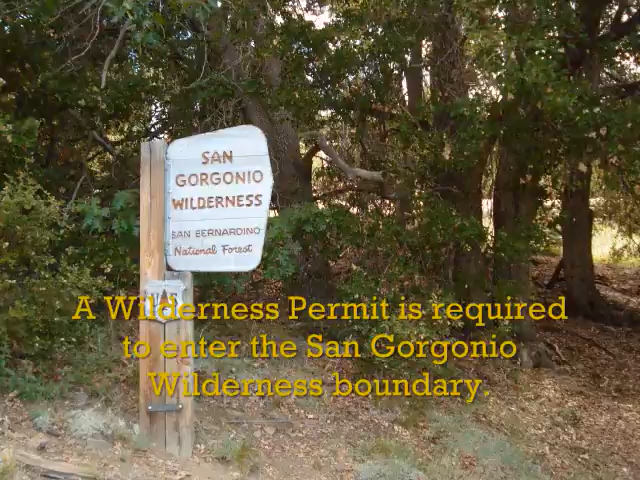 SAN
GORGONIO
WILDERNESS
SAN BERNARDINO
National Forest
A Wilderness Permit is required
to enter the San Gorgonio
Wilderness boundary.